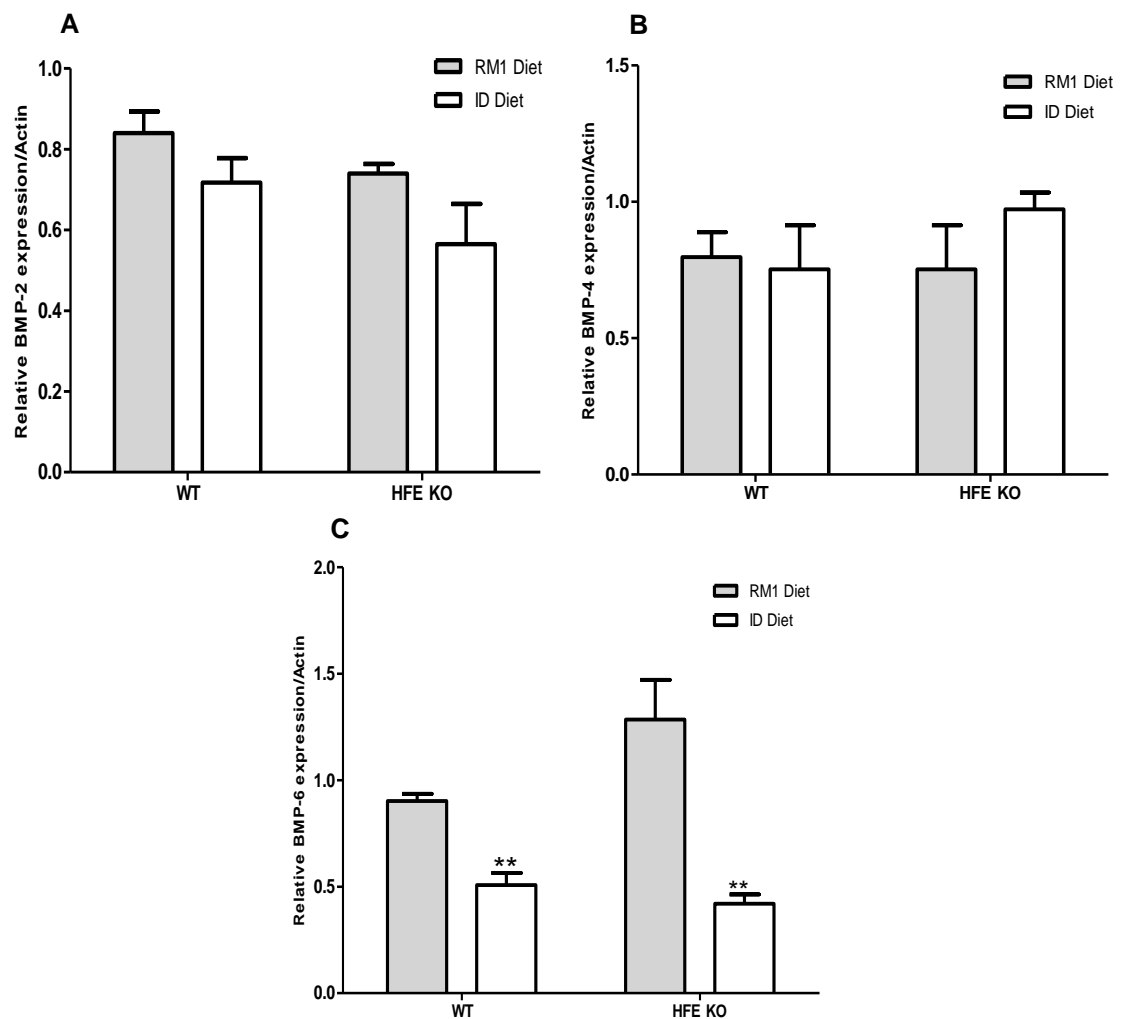 A
Relative BMP-2 expression/Actin
1.0
0.8
0.6
0.4
0.2
0.0
RM1 Diet
ID Diet
WT
HFE KO
B
Relative BMP-4 expression/Actin
1.5
1.0
0.5
0.0
RM1 Diet
ID Diet
WT
HFE KO
C
Relative BMP-6 expression/Actin
2.0
1.5
1.0
0.5
0.0
RM1 Diet
ID Diet
**
**
WT
HFE KO